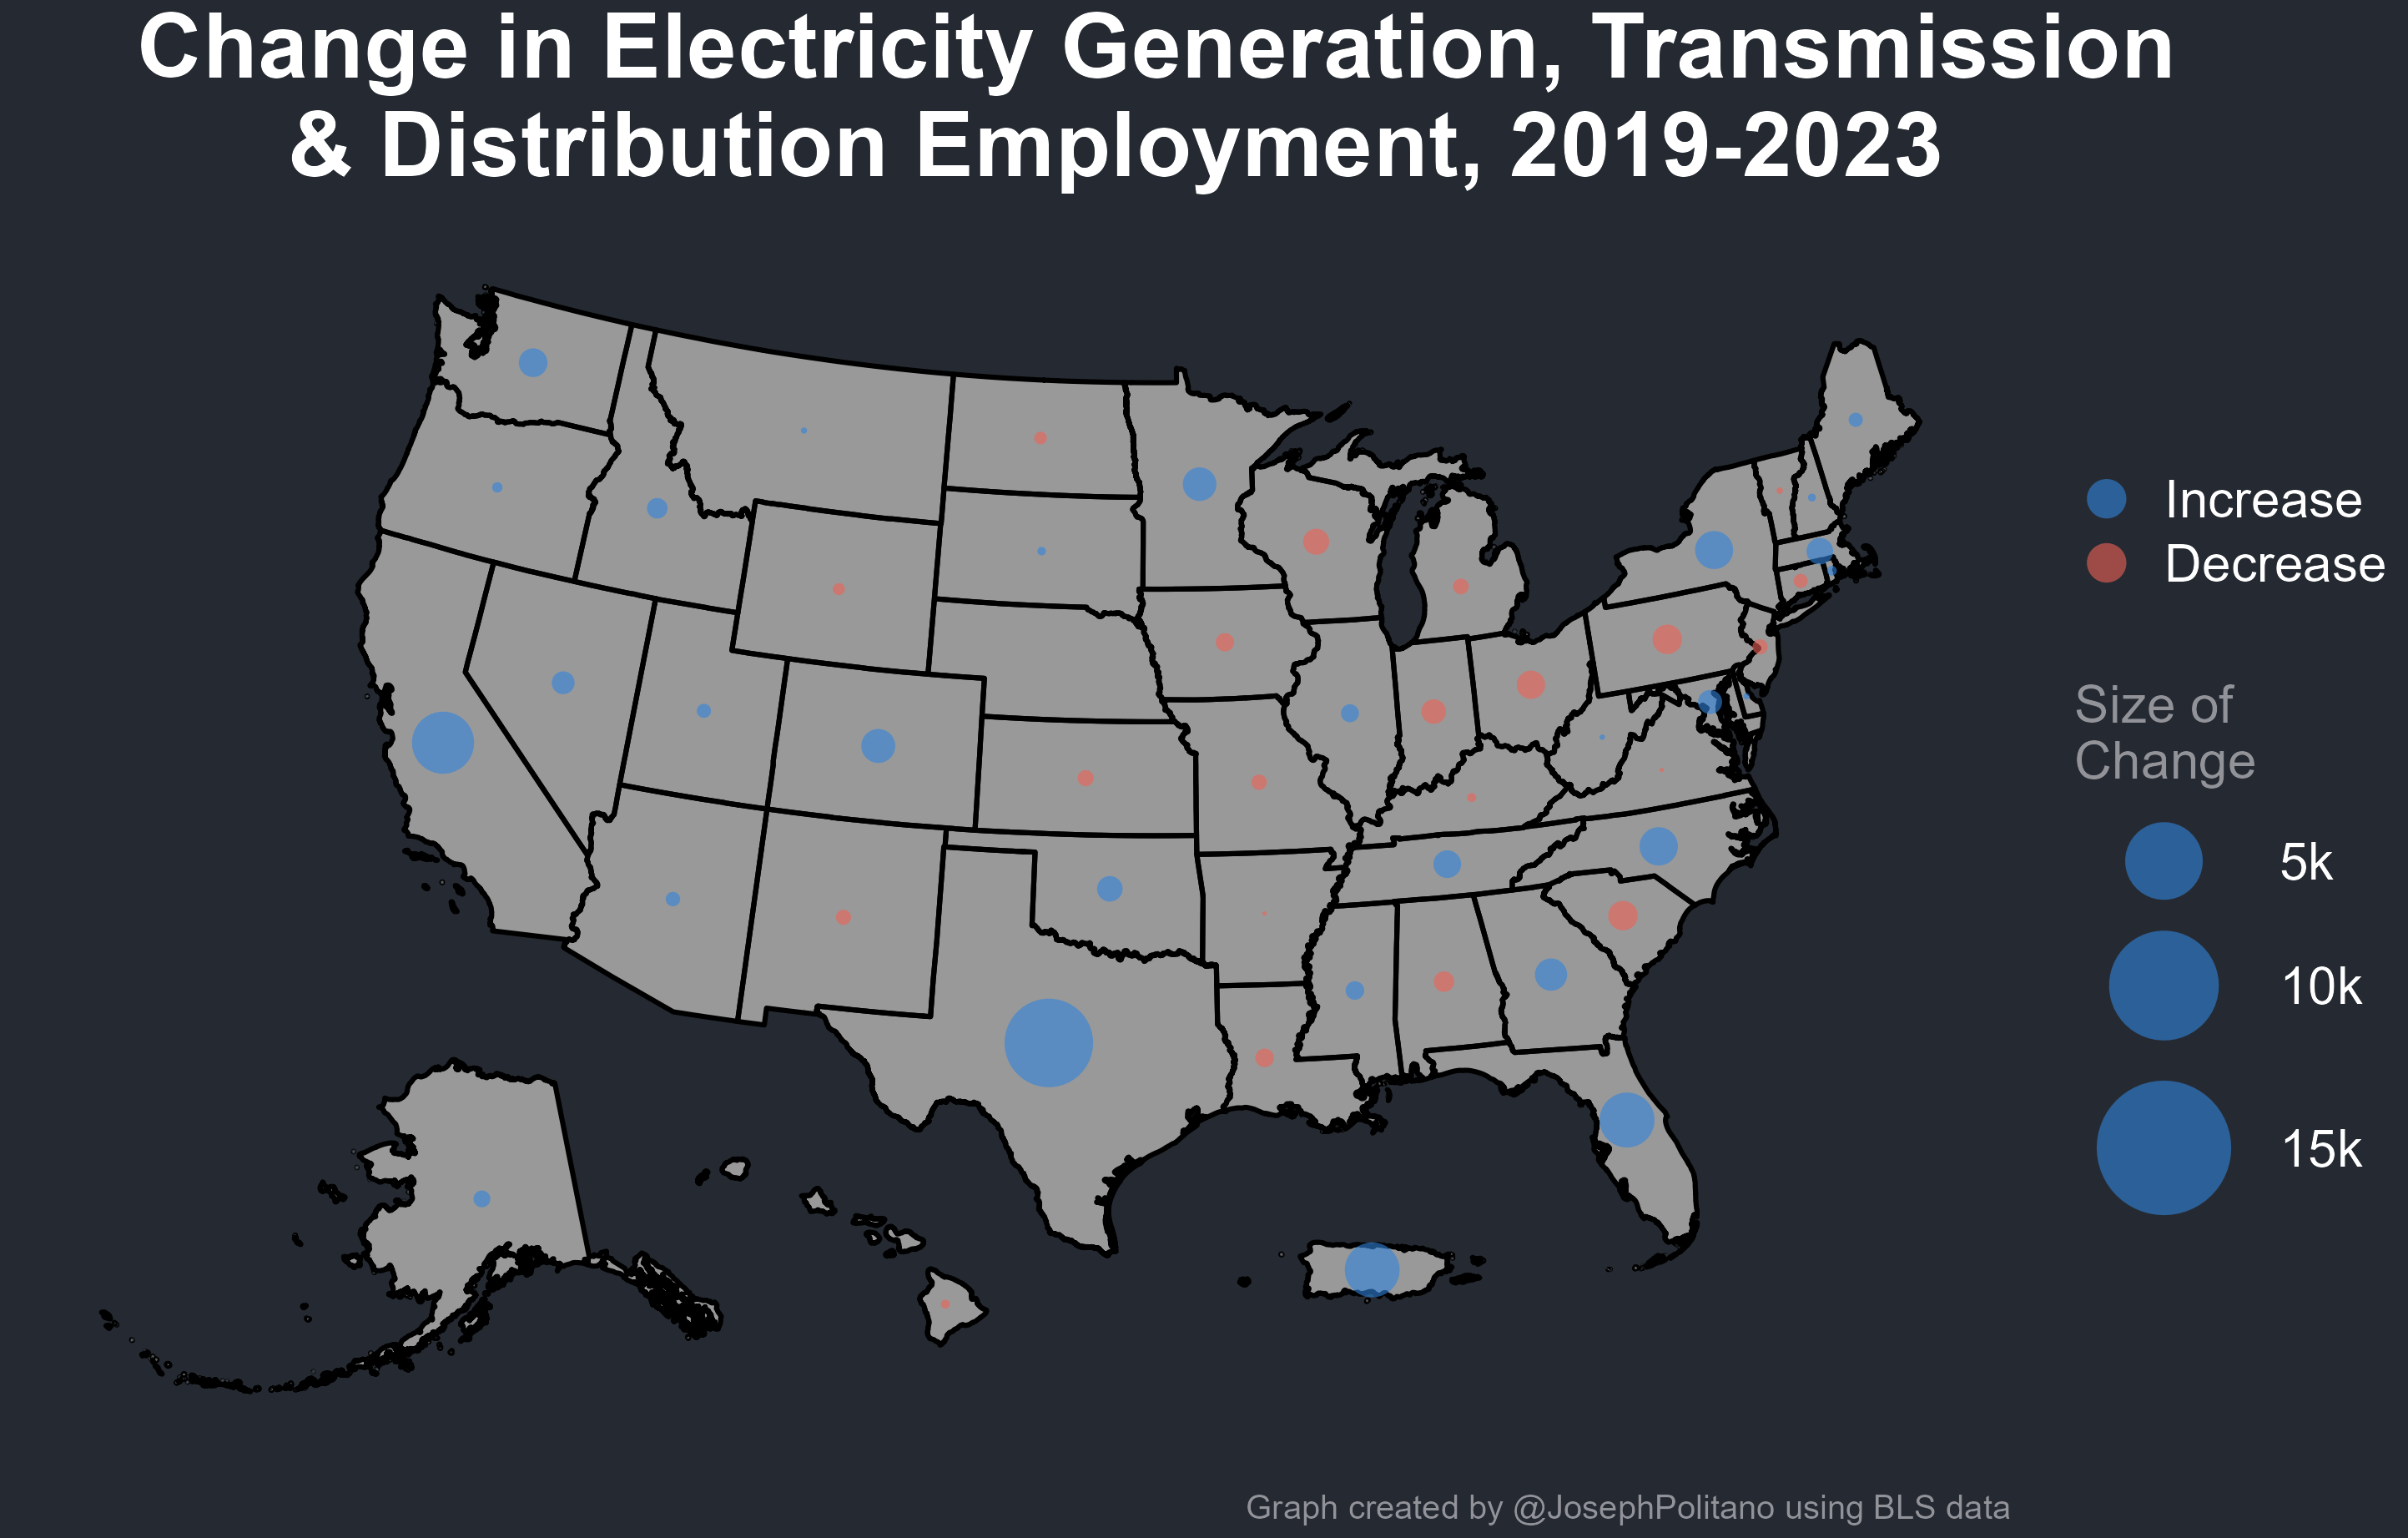 Change in Electricity Generation, Transmission
& Distribution Employment, 2019-2023
Increase
Decrease
Size of
Change
5k
10k
15k
Graph created by @JosephPolitano using BLS data